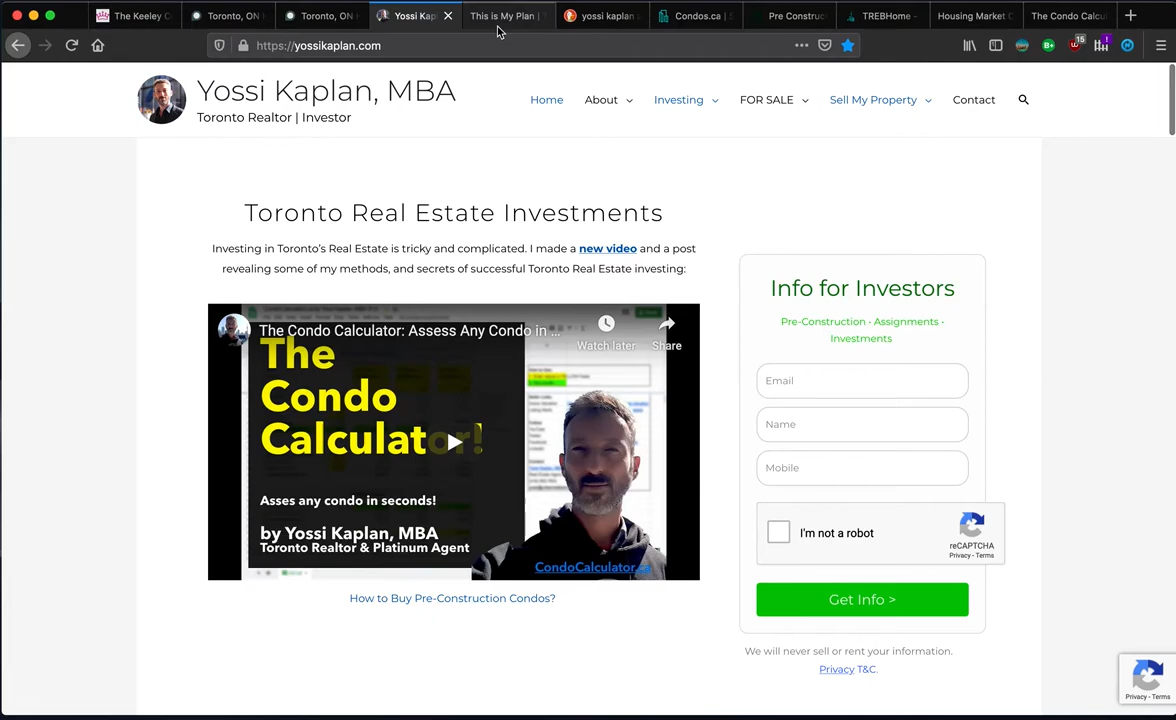 The Keeley C
Toronto, ON
Toronto, ON
Yossi Kap
This is My Plan |
yossi kaplan
Condos.ca |
Pre Construc
TREBHome -
Housing Market C
The Condo Calcu
https://yossikaplan.com
15
Yossi Kaplan, MBA
Toronto Realtor | Investor
Home
About
Investing
FOR SALE
Sell My Property
Contact
Toronto Real Estate Investments
Investing in Toronto's Real Estate is tricky and complicated. I made a new video and a post
revealing some of my methods, and secrets of successful Toronto Real Estate investing:
The Condo Calculator: Assess Any Condo in ...
Watch later
Share
The
Condo
Calculator!
Asses any condo in seconds!
by Yossi Kaplan, MBA
Toronto Realtor & Platinum Agent
CondoCalculator.ca
How to Buy Pre-Construction Condos?
Info for Investors
Pre-Construction • Assignments •
Investments
Email
Name
Mobile
I'm not a robot
reCAPTCHA
Privacy - Terms
Get Info >
We will never sell or rent your information.
Privacy T&C.
Privacy - Terms